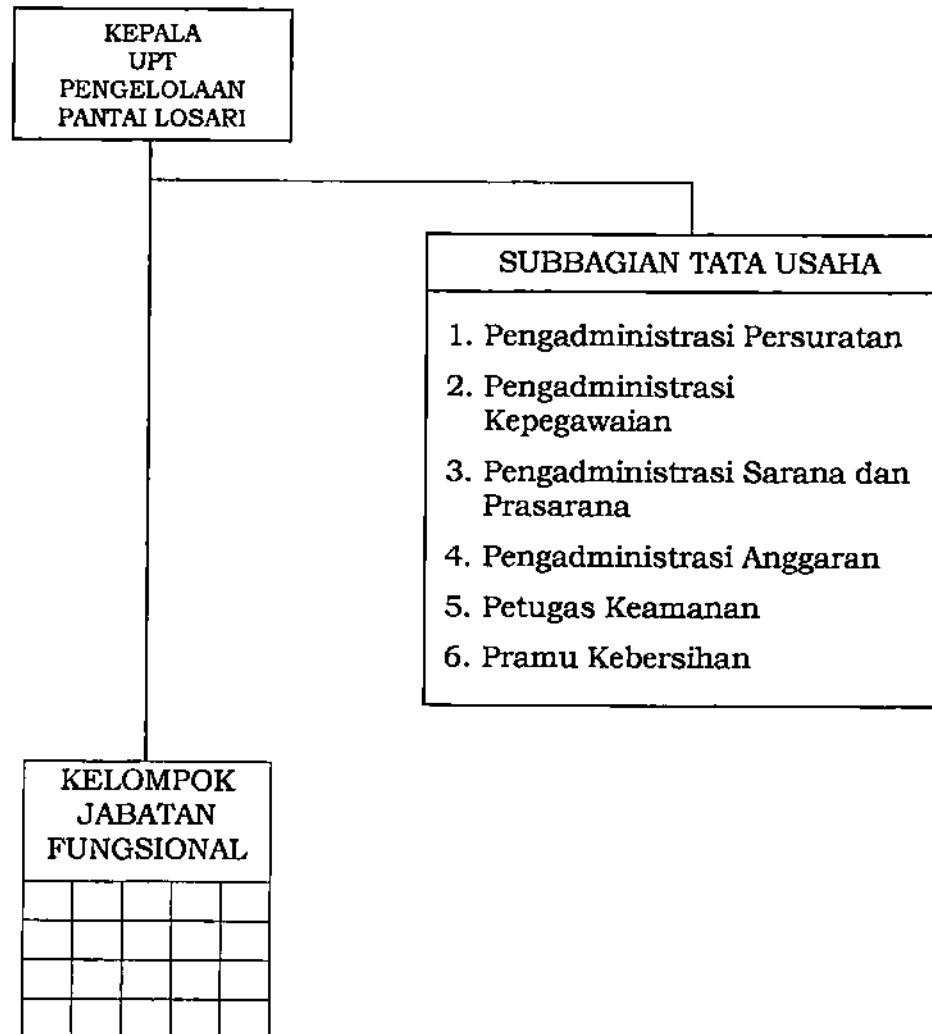 KEPALA
UPT
PENGELOLAAN
PANTAI LOSARI
SUBBAGIAN TATA USAHA
1. Pengadministrasi Persuratan
2. Pengadministrasi
Kepegawaian
3. Pengadministrasi Sarana dan
Prasarana
4. Pengadministrasi Anggaran
5. Petugas Keamanan
6. Pramu Kebersihan
KELOMPOK
JABATAN
FUNGSIONAL